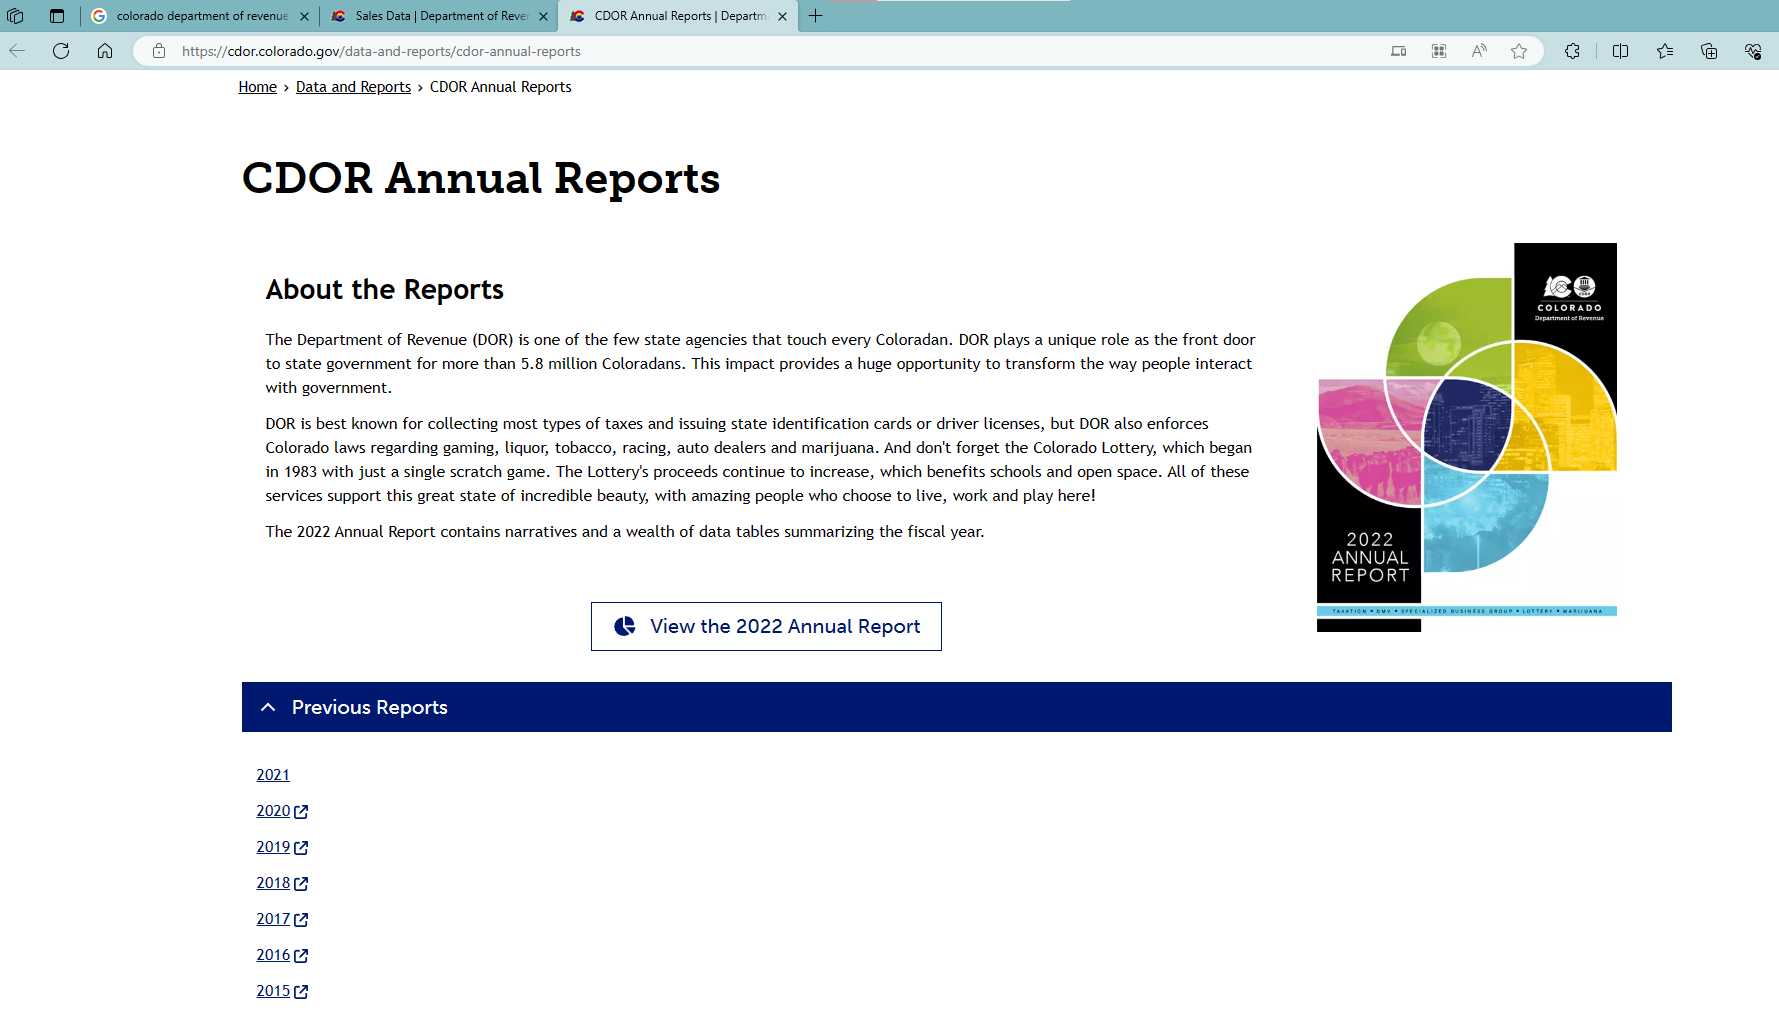 colorado department of revenue
Sales Data | Department of Rever
CDOR Annual Reports | Departm
https://cdor.colorado.gov/data-and-reports/cdor-annual-reports
Home › Data and Reports › CDOR Annual Reports
CDOR Annual Reports
About the Reports
The Department of Revenue (DOR) is one of the few state agencies that touch every Coloradan. DOR plays a unique role as the front door
to state government for more than 5.8 million Coloradans. This impact provides a huge opportunity to transform the way people interact
with government.
DOR is best known for collecting most types of taxes and issuing state identification cards or driver licenses, but DOR also enforces
Colorado laws regarding gaming, liquor, tobacco, racing, auto dealers and marijuana. And don't forget the Colorado Lottery, which began
in 1983 with just a single scratch game. The Lottery's proceeds continue to increase, which benefits schools and open space. All of these
services support this great state of incredible beauty, with amazing people who choose to live, work and play here!
The 2022 Annual Report contains narratives and a wealth of data tables summarizing the fiscal year.
View the 2022 Annual Report
COLORADO
Department of Revenue
2022
ANNUAL
REPORT
TAXATION • DMV • SPECIALIZED BUSINESS GROUP • LOTTERY • MARIJUANA
Previous Reports
2021
2020
2019
2018
2017
2016
2015